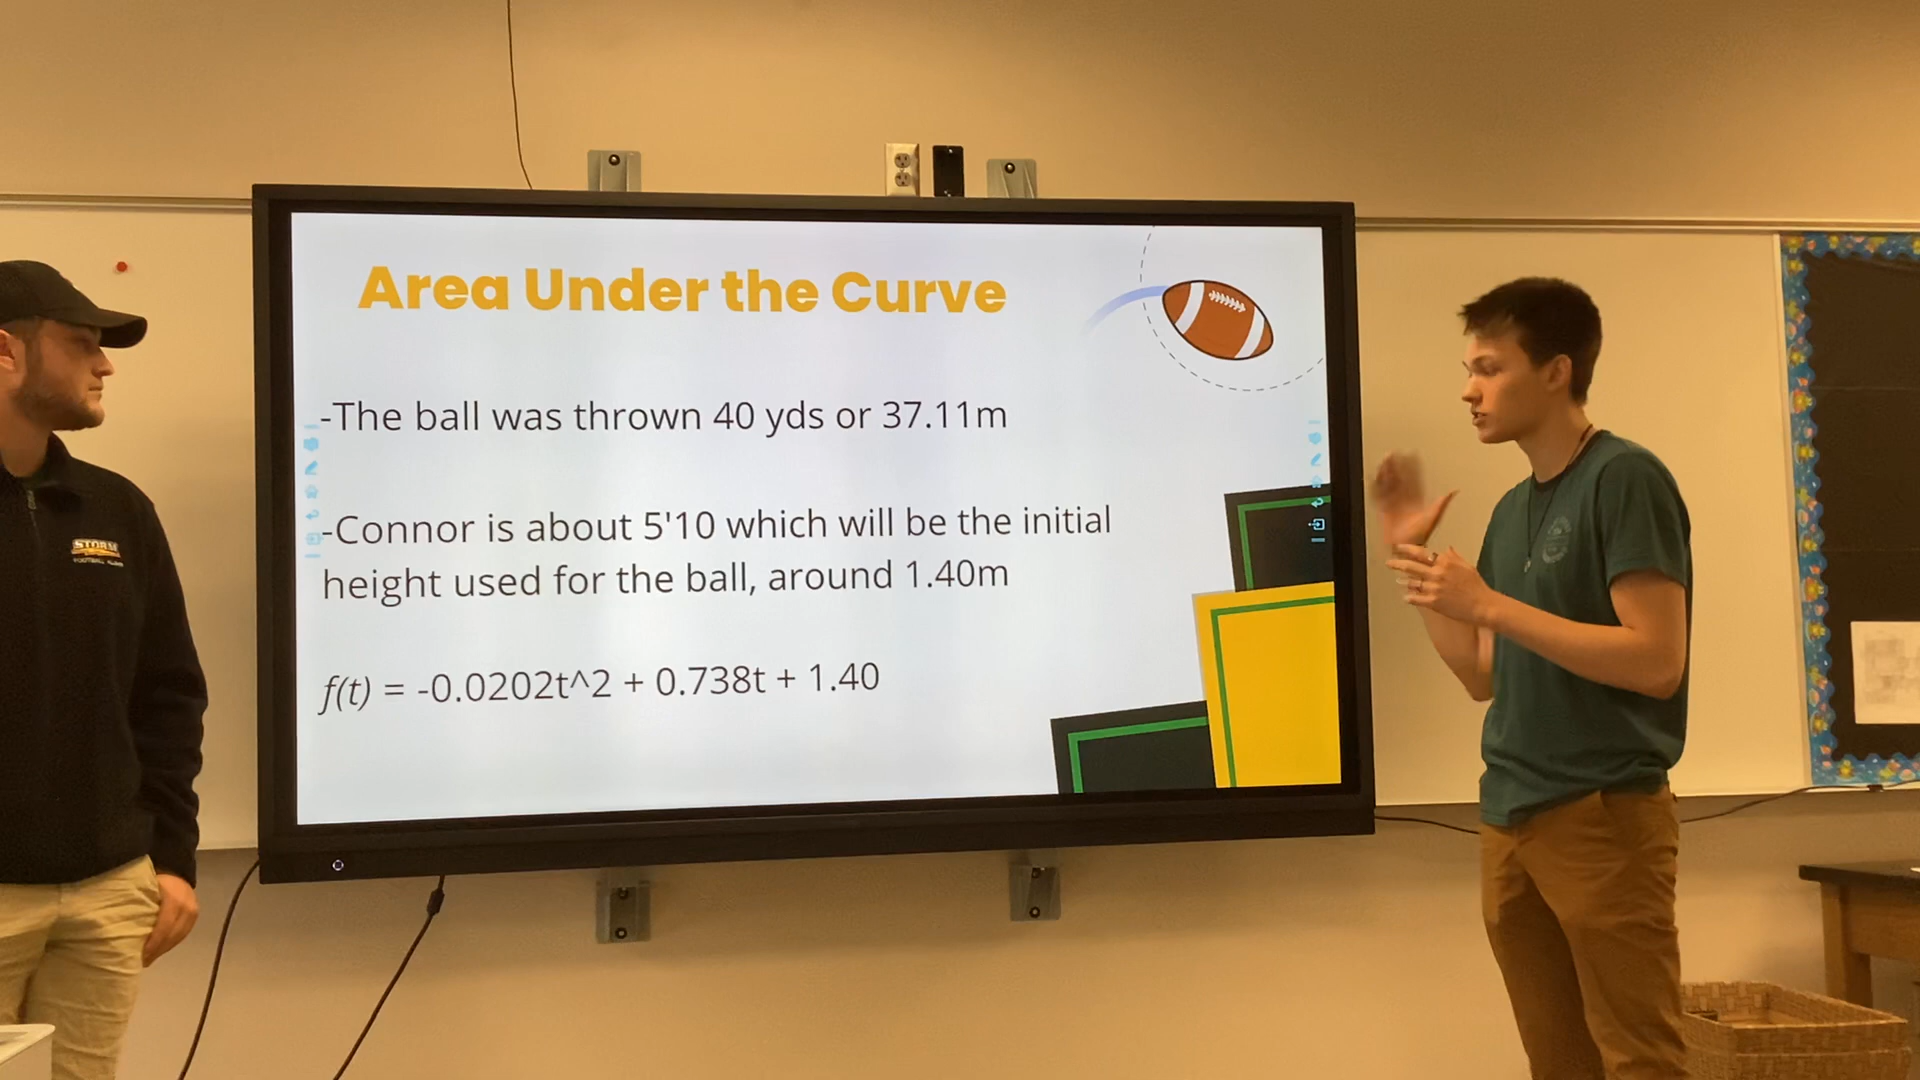 Area Under the Curve
-The ball was thrown 40 yds or 37.11m
-Connor is about 5'10 which will be the initial
height used for the ball, around 1.40m
f(t) = -0.0202t^2 + 0.738t + 1.40
STORM
FOOTBALL